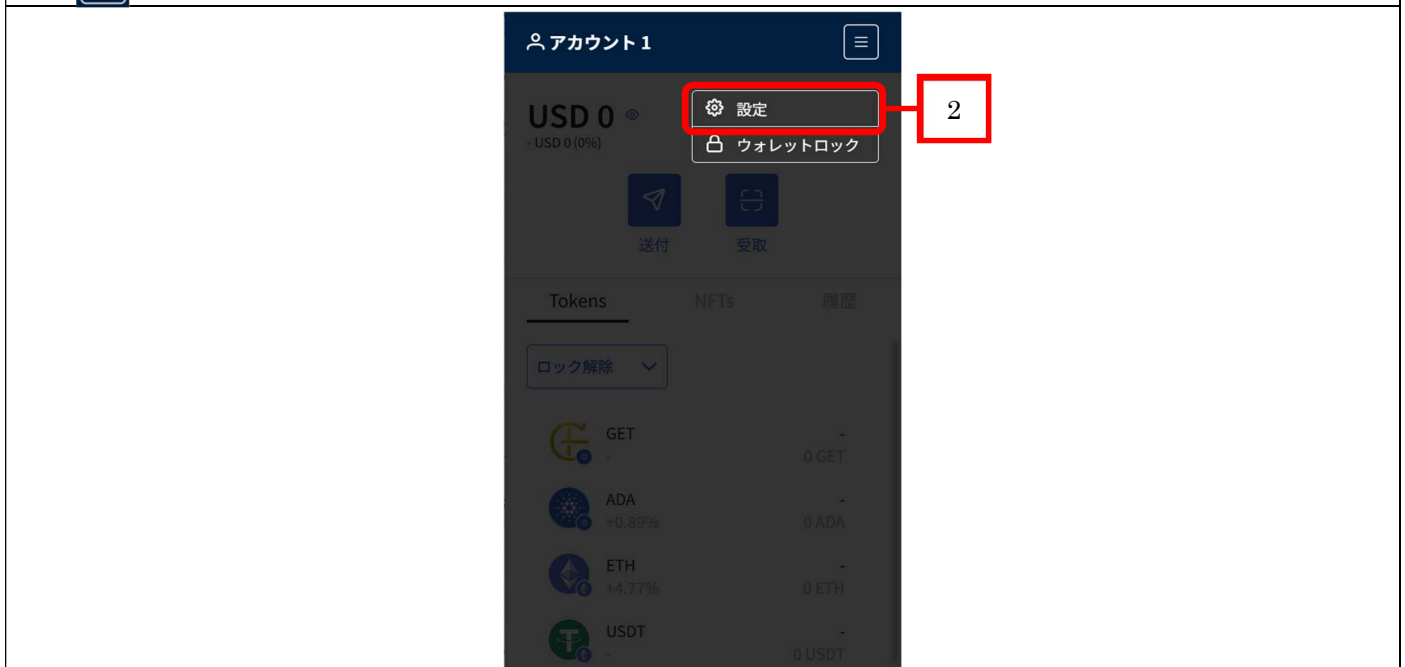 アカウント 1
USD 0
- USD 0 (0%)
設定
2
ウォレットロック
送付
受取
Tokens
NFTs
履歴
ロック解除
GET
-
-
0 GET
ADA
-
+0.89%
0 ADA
ETH
-
+4.77%
0 ETH
USDT
-
-
0 USDT